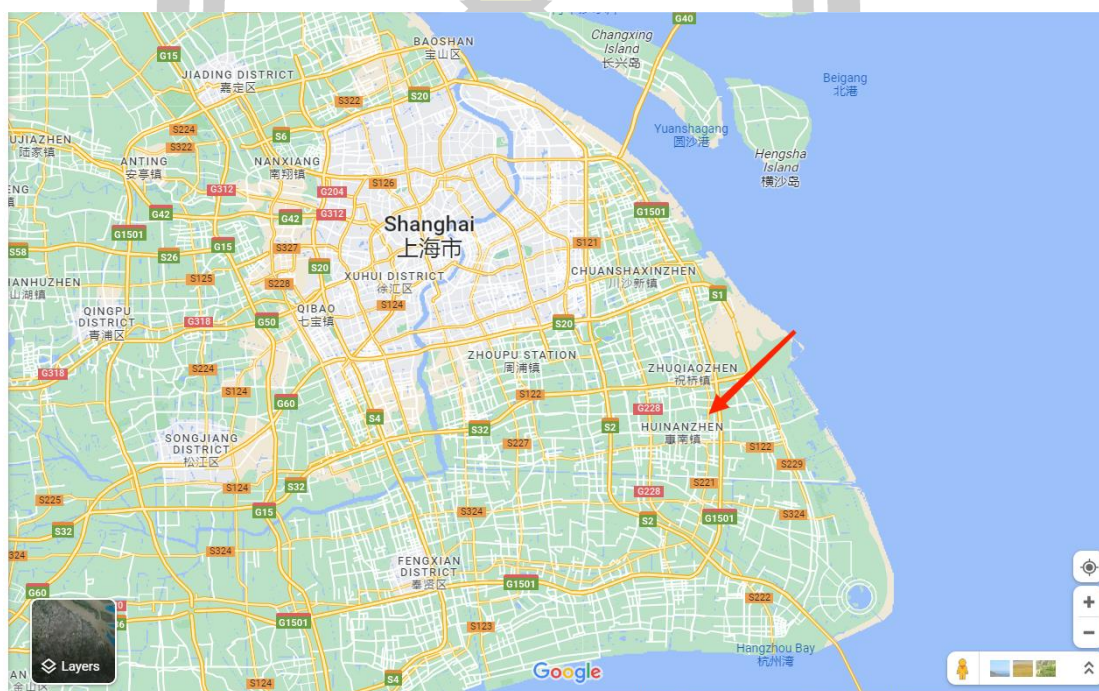 G40
Changxing
Island
长兴岛
BAOSHAN
宝山区
G15
JIADING DISTRICT
嘉定区
Beigang
北港
S20
S322
S224
S6
Yuanshagang
圆沙港
UJIAZHEN
陆家镇
S322
ANTING
安亭镇
NANXIANG
南翔镇
Hengsha
Island
横沙岛
S126
G312
G204
G42
G42
G312
G1501
Shanghai
上海市
G1501
S58
G15
S26
S327
S121
S20
XUHUI DISTRICT
徐汇区
CHUANSHAXINZHEN
川沙新镇
IANHUZHEN
山湖镇
S125
S228
S124
S1
QINGPU
DISTRICT
青浦区
QIBAO
七宝镇
G318
G50
S20
ZHOUPU STATION
周浦镇
G318
S224
ZHUQIAOZHEN
祝桥镇
S124
S122
G60
G228
S4
S32
S2
HUINANZHEN
惠南镇
SONGJIANG
DISTRICT
松江区
S227
S122
S229
S124
S32
S221
S225
G228
G15
S324
S2
G1501
S324
S32
324
S324
FENGXIAN
DISTRICT
奉贤区
G60
G1501
S222
G1501
S123
Layers
Hangzhou Bay
杭州湾
Google
S4
S124
金山区